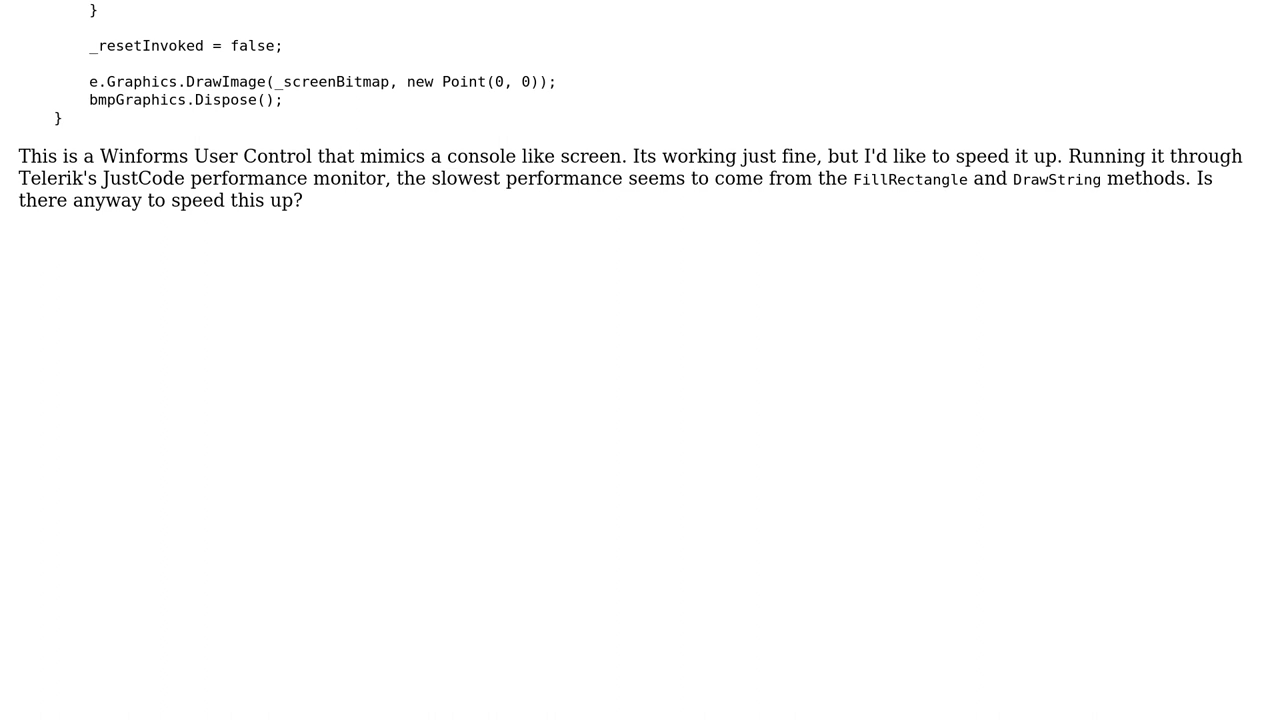 }
_resetInvoked = false;
e.Graphics.DrawImage(_screenBitmap, new Point(0, 0));
bmpGraphics.Dispose();
}
This is a Winforms User Control that mimics a console like screen. Its working just fine, but I'd like to speed it up. Running it through
Telerik's JustCode performance monitor, the slowest performance seems to come from the FillRectangle and DrawString methods. Is
there anyway to speed this up?